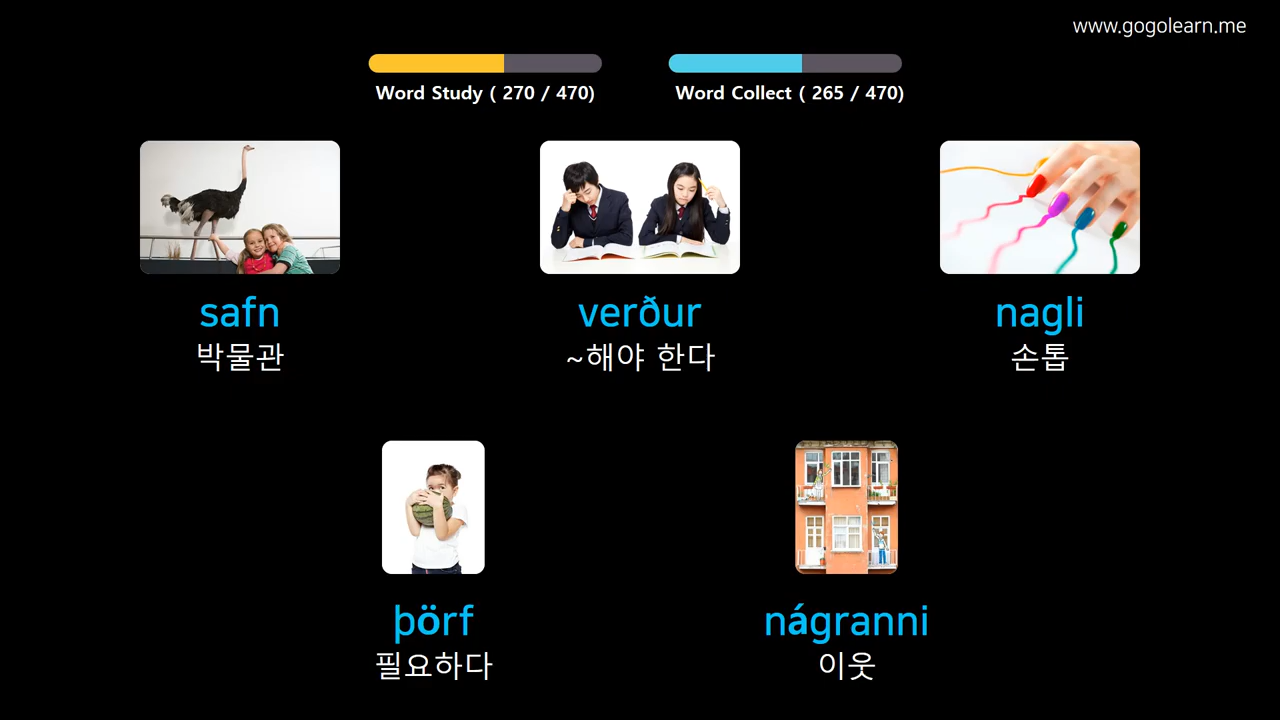 www.gogolearn.me
Word Study ( 270 / 470)
Word Collect ( 265 / 470)
safn
박물관
verður
~해야 한다
nagli
손톱
þörf
필요하다
nágranni
이웃